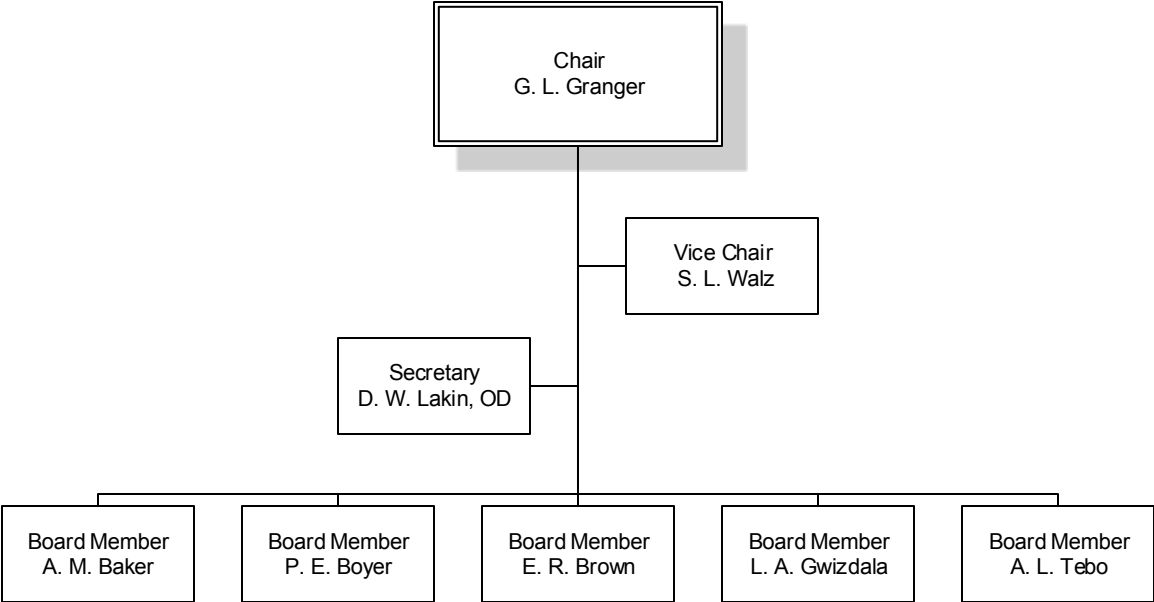 Chair
G. L. Granger
Vice Chair
S. L. Walz
Secretary
D. W. Lakin, OD
Board Member
A. M. Baker
Board Member
P. E. Boyer
Board Member
E. R. Brown
Board Member
L. A. Gwizdala
Board Member
A. L. Tebo